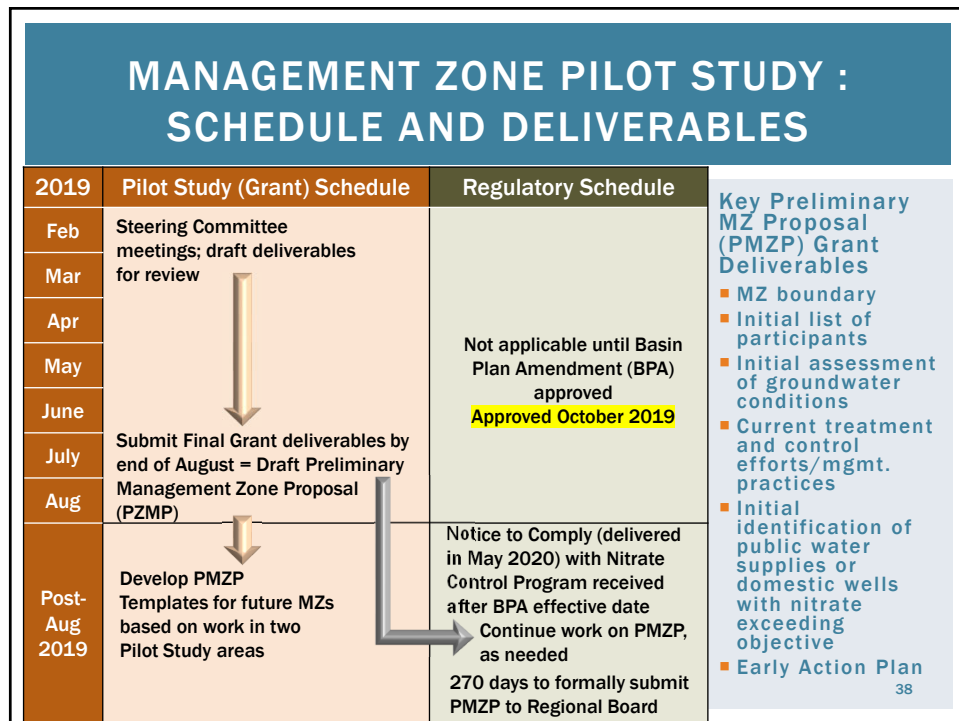 MANAGEMENT ZONE PILOT STUDY :
SCHEDULE AND DELIVERABLES
2019
Pilot Study (Grant) Schedule
Regulatory Schedule
Feb
Mar
Apr
May
June
July
Aug
Steering Committee
meetings; draft deliverables
for review
Submit Final Grant deliverables by
end of August = Draft Preliminary
Management Zone Proposal
(PZMP)
Not applicable until Basin
Plan Amendment (BPA)
approved
Approved October 2019
Post-
Aug
2019
Develop PMZP
Templates for future MZs
based on work in two
Pilot Study areas
Notice to Comply (delivered
in May 2020) with Nitrate
Control Program received
after BPA effective date
Continue work on PMZP,
as needed
270 days to formally submit
PMZP to Regional Board
Key Preliminary
MZ Proposal
(PMZP) Grant
Deliverables
▪ MZ boundary
▪ Initial list of
participants
▪ Initial assessment
of groundwater
conditions
▪ Current treatment
and control
efforts/mgmt.
practices
▪ Initial
identification of
public water
supplies or
domestic wells
with nitrate
exceeding
objective
▪ Early Action Plan
38